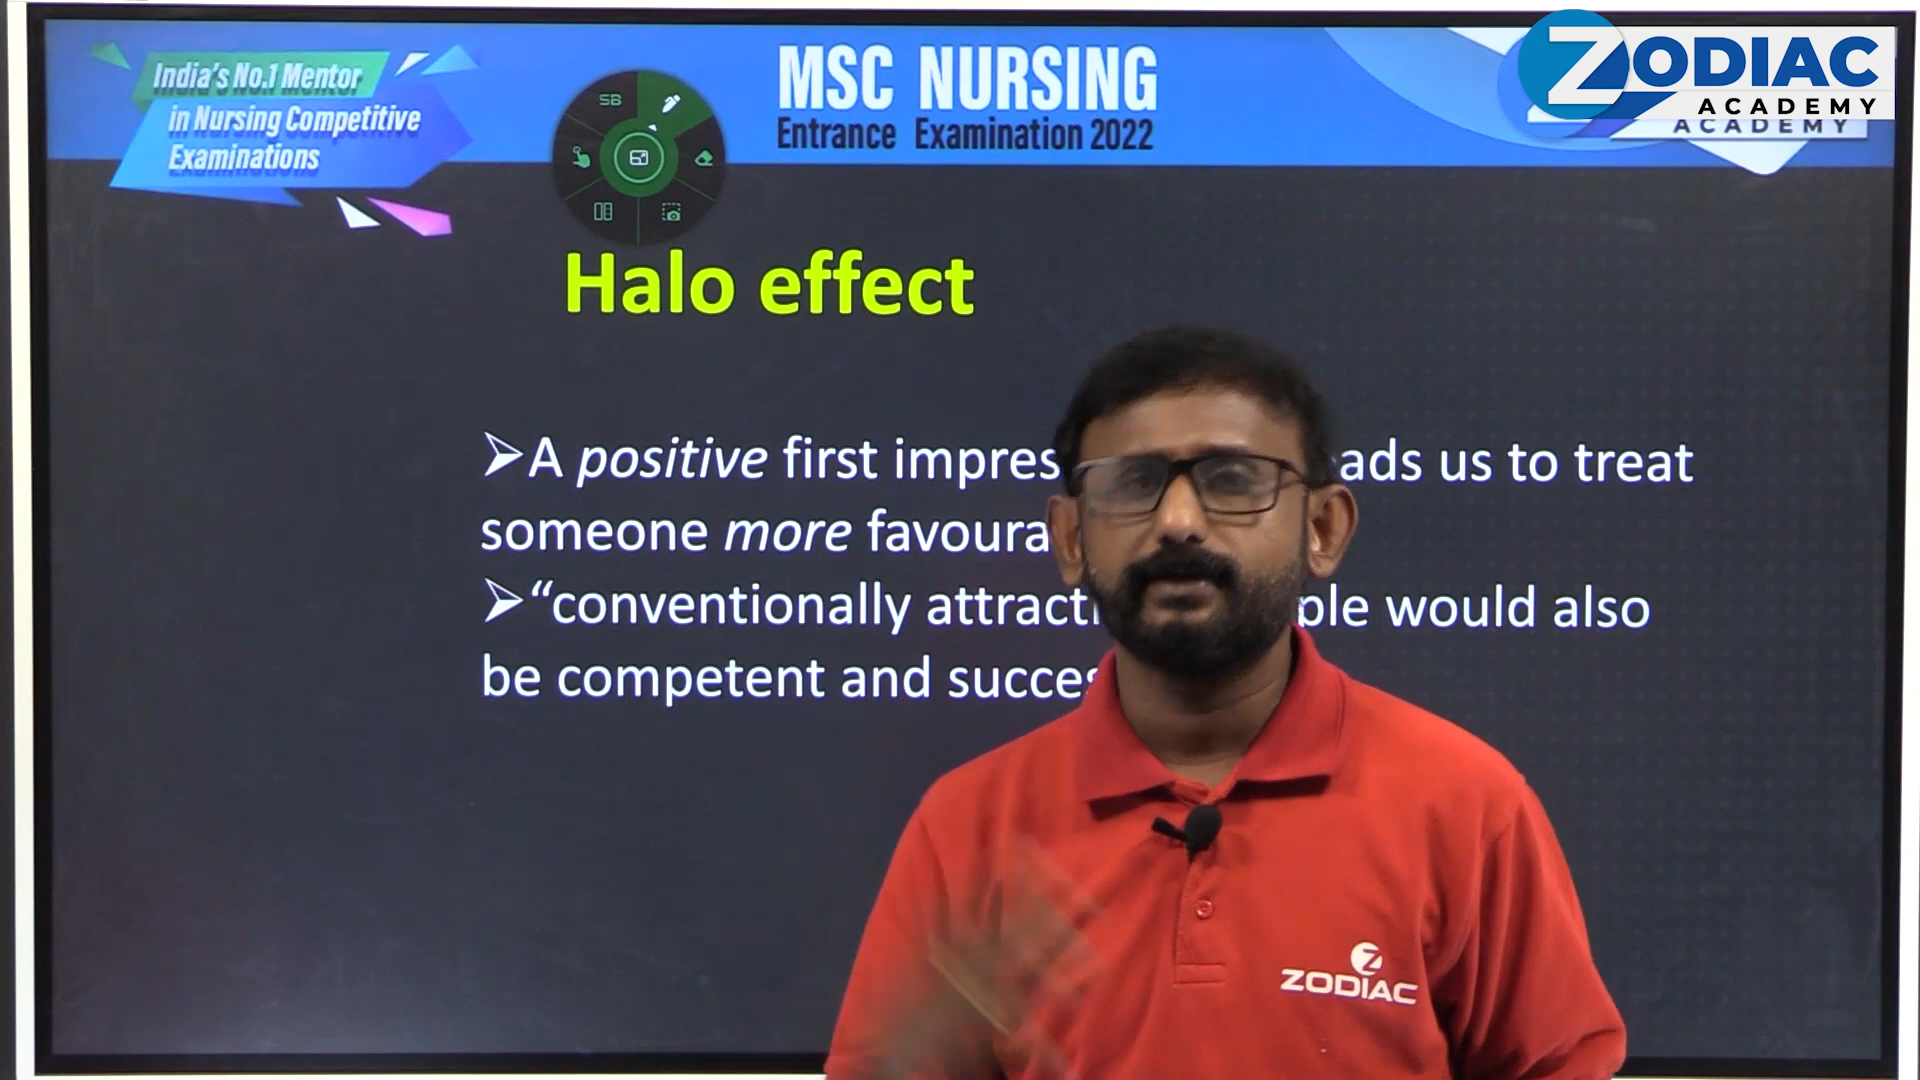 India's No.1 Mentor
in Nursing Competitive
Examinations
SB
MSC NURSING
Entrance Examination 2022
ZODIAC
ACADEMY
ACADEMY
Halo effect
➢A positive first impres ads us to treat
someone more favoura
➢“conventionally attract ple would also
be competent and succes
ZODIAC